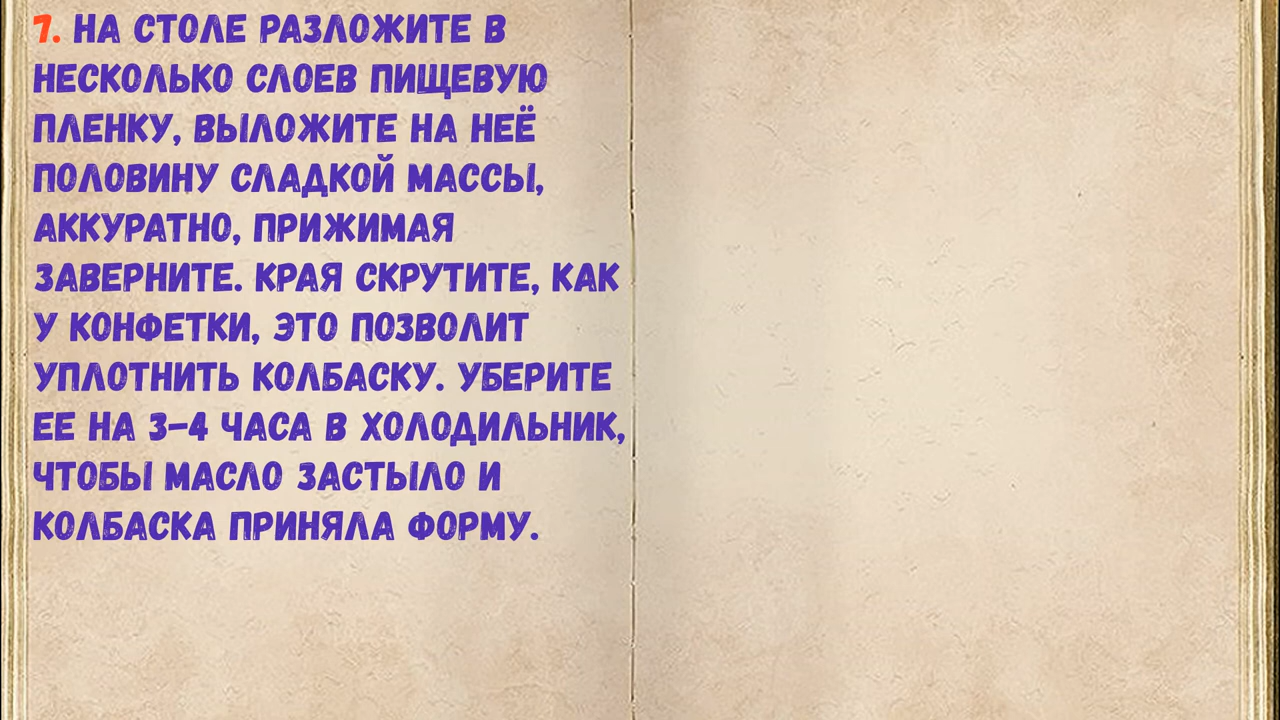 7. НА СТОЛЕ РАЗЛОЖИТЕ В
НЕСКОЛЬКО СЛОЕВ ПИЩЕВУЮ
ПЛЕНКУ, ВЫЛОЖИТЕ НА НЕЁ
ПОЛОВИНУ СЛАДКОЙ МАССЫ,
АККУРАТНО, ПРИЖИМАЯ
ЗАВЕРНИТЕ. КРАЯ СКРУТИТЕ, КАК
У КОНФЕТКИ, ЭТО ПОЗВОЛИТ
УПЛОТНИТЬ КОЛБАСКУ. УБЕРИТЕ
ЕЕ НА 3-4 ЧАСА В ХОЛОДИЛЬНИК,
ЧТОБЫ МАСЛО ЗАСТЫЛО И
КОЛБАСКА ПРИНЯЛА ФОРМУ.